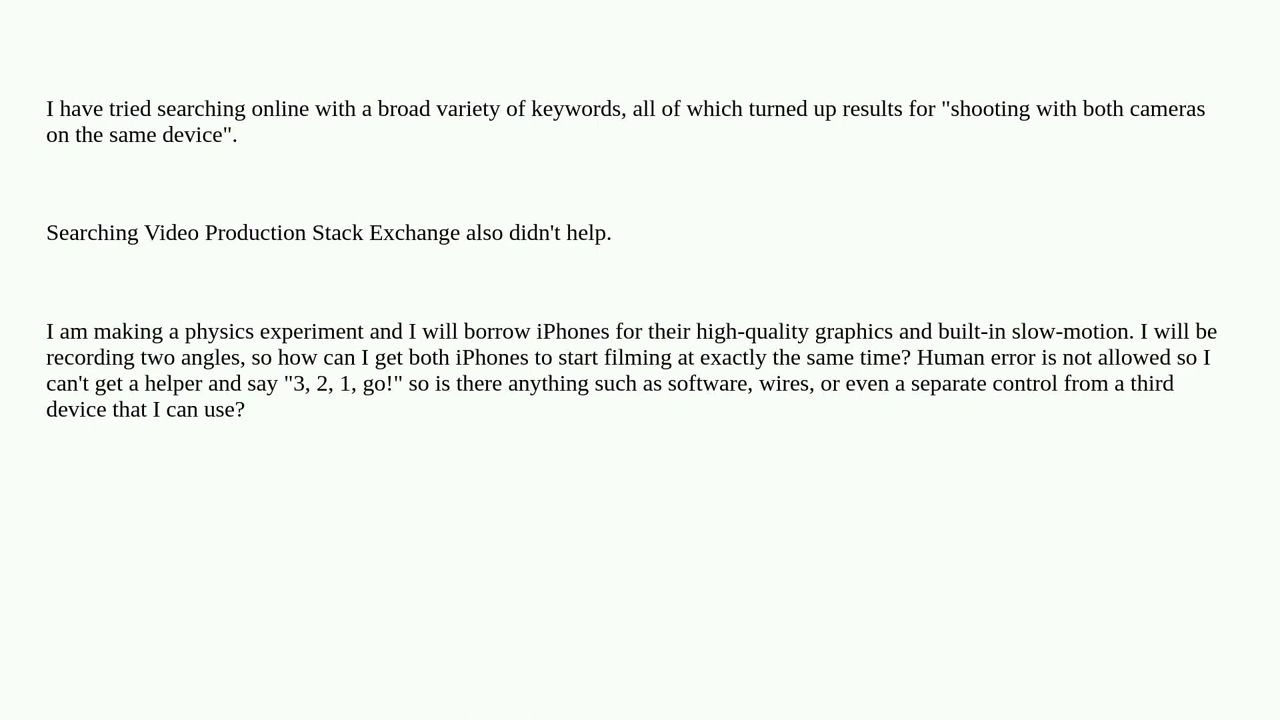 I have tried searching online with a broad variety of keywords, all of which turned up results for "shooting with both cameras
on the same device".
Searching Video Production Stack Exchange also didn't help.
I am making a physics experiment and I will borrow iPhones for their high-quality graphics and built-in slow-motion. I will be
recording two angles, so how can I get both iPhones to start filming at exactly the same time? Human error is not allowed so I
can't get a helper and say "3, 2, 1, go!" so is there anything such as software, wires, or even a separate control from a third
device that I can use?